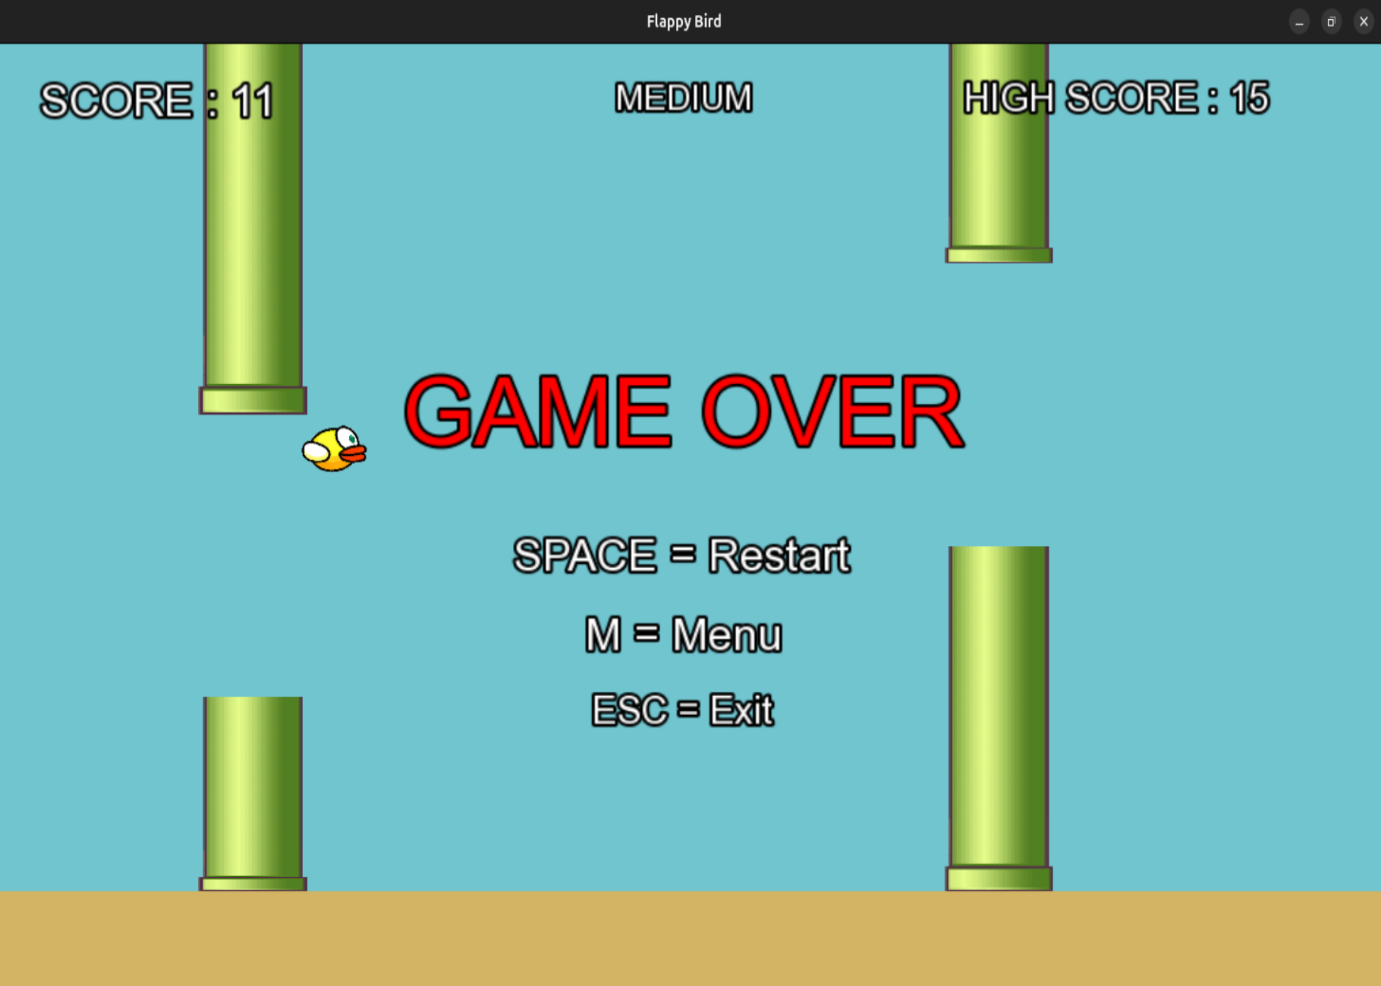 Flappy Bird
SCORE : 11
MEDIUM
HIGH SCORE : 15
GAME OVER
SPACE = Restart
M = Menu
ESC = Exit